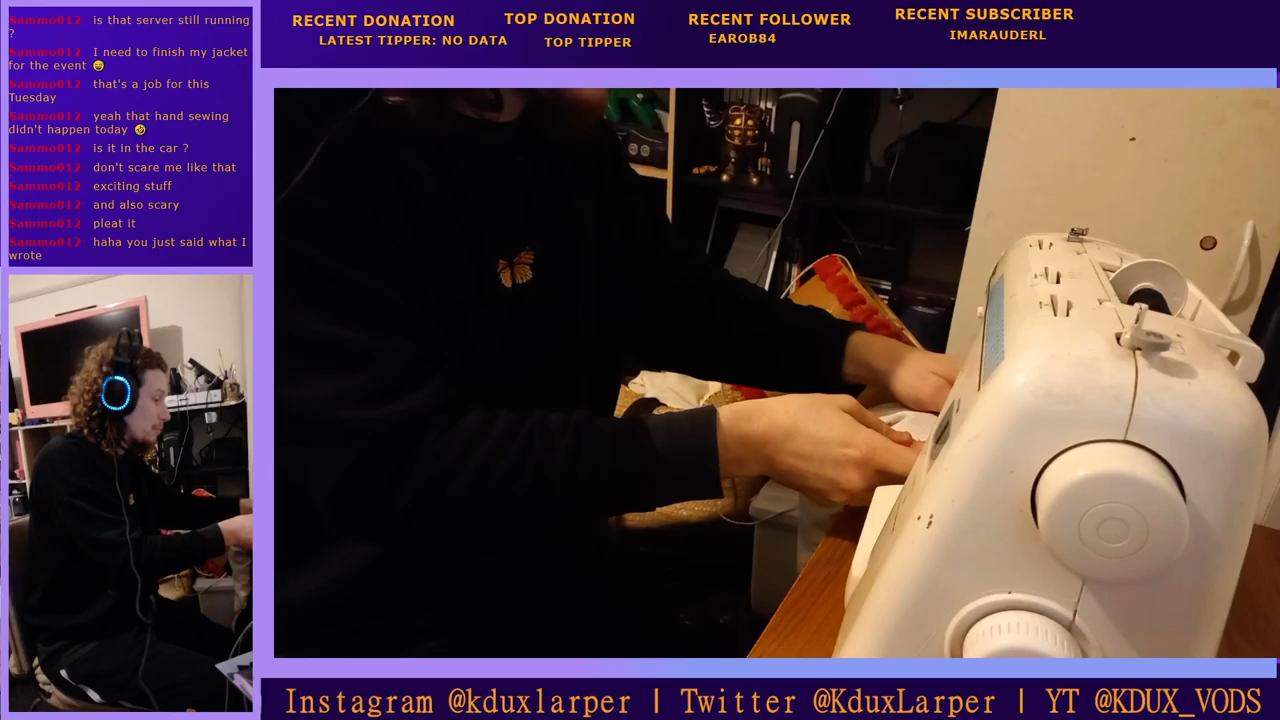 Sammo012 is that server still running
?
Sammo012 I need to finish my jacket
for the event 😅
Sammo012 that's a job for this
Tuesday
Sammo012 yeah that hand sewing
didn't happen today 🤣
Sammo012 is it in the car ?
Sammo012 don't scare me like that
Sammo012 exciting stuff
Sammo012 and also scary
Sammo012 pleat it
Sammo012 haha you just said what I
wrote
RECENT DONATION
LATEST TIPPER: NO DATA
TOP DONATION
TOP TIPPER
RECENT FOLLOWER
EAROB84
RECENT SUBSCRIBER
IMARAUDERL
Instagram @kduxlarper | Twitter @KduxLarper | YT @KDUX_VODS